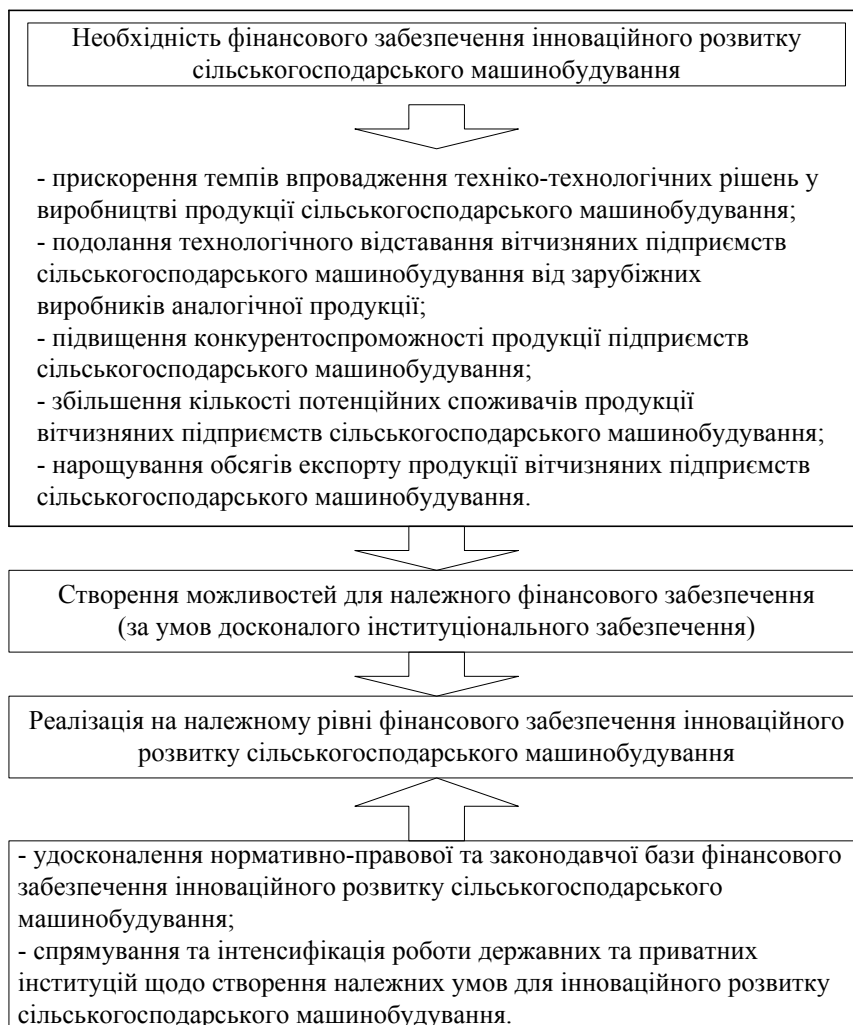 Необхідність фінансового забезпечення інноваційного розвитку
сільськогосподарського машинобудування
- прискорення темпів впровадження техніко-технологічних рішень у
виробництві продукції сільськогосподарського машинобудування;
- подолання технологічного відставання вітчизняних підприємств
сільськогосподарського машинобудування від зарубіжних
виробників аналогічної продукції;
- підвищення конкурентоспроможності продукції підприємств
сільськогосподарського машинобудування;
- збільшення кількості потенційних споживачів продукції
вітчизняних підприємств сільськогосподарського машинобудування;
- нарощування обсягів експорту продукції вітчизняних підприємств
сільськогосподарського машинобудування.
Створення можливостей для належного фінансового забезпечення
(за умов досконалого інституціонального забезпечення)
Реалізація на належному рівні фінансового забезпечення інноваційного
розвитку сільськогосподарського машинобудування
- удосконалення нормативно-правової та законодавчої бази фінансового
забезпечення інноваційного розвитку сільськогосподарського
машинобудування;
- спрямування та інтенсифікація роботи державних та приватних
інституцій щодо створення належних умов для інноваційного розвитку
сільськогосподарського машинобудування.